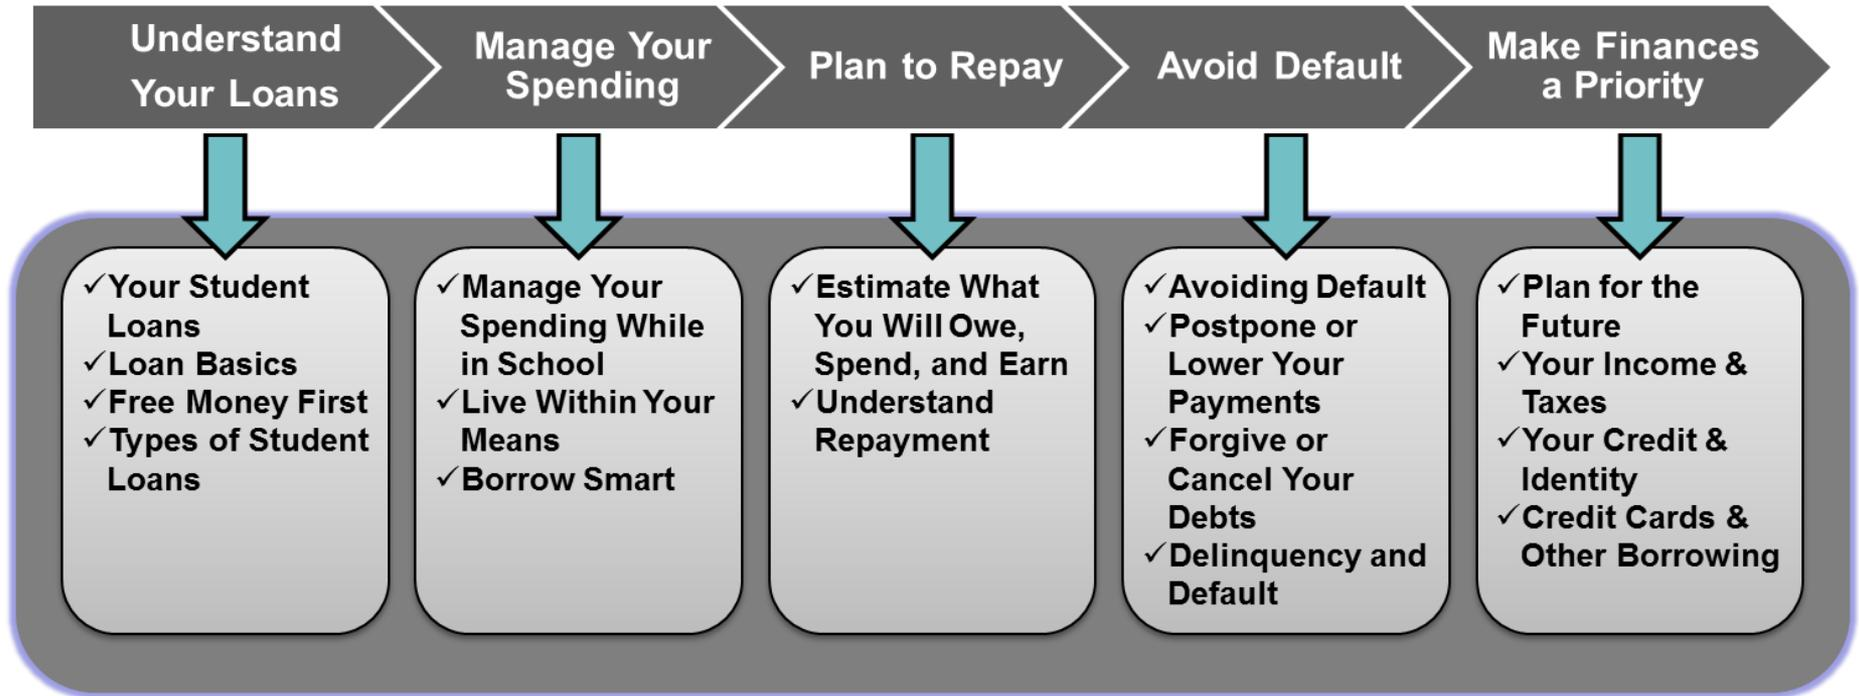 Understand
Your Loans
Manage Your
Spending
Plan to Repay
Avoid Default
Make Finances
a Priority
✓Your Student
Loans
✓Loan Basics
✓Free Money First
✓Types of Student
Loans
✓Manage Your
Spending While
in School
✓Live Within Your
Means
✓Borrow Smart
✓Estimate What
You Will Owe,
Spend, and Earn
✓Understand
Repayment
✓Avoiding Default
✓Postpone or
Lower Your
Payments
✓Forgive or
Cancel Your
Debts
✓Delinquency and
Default
✓Plan for the
Future
✓Your Income &
Taxes
✓Your Credit &
Identity
✓Credit Cards &
Other Borrowing